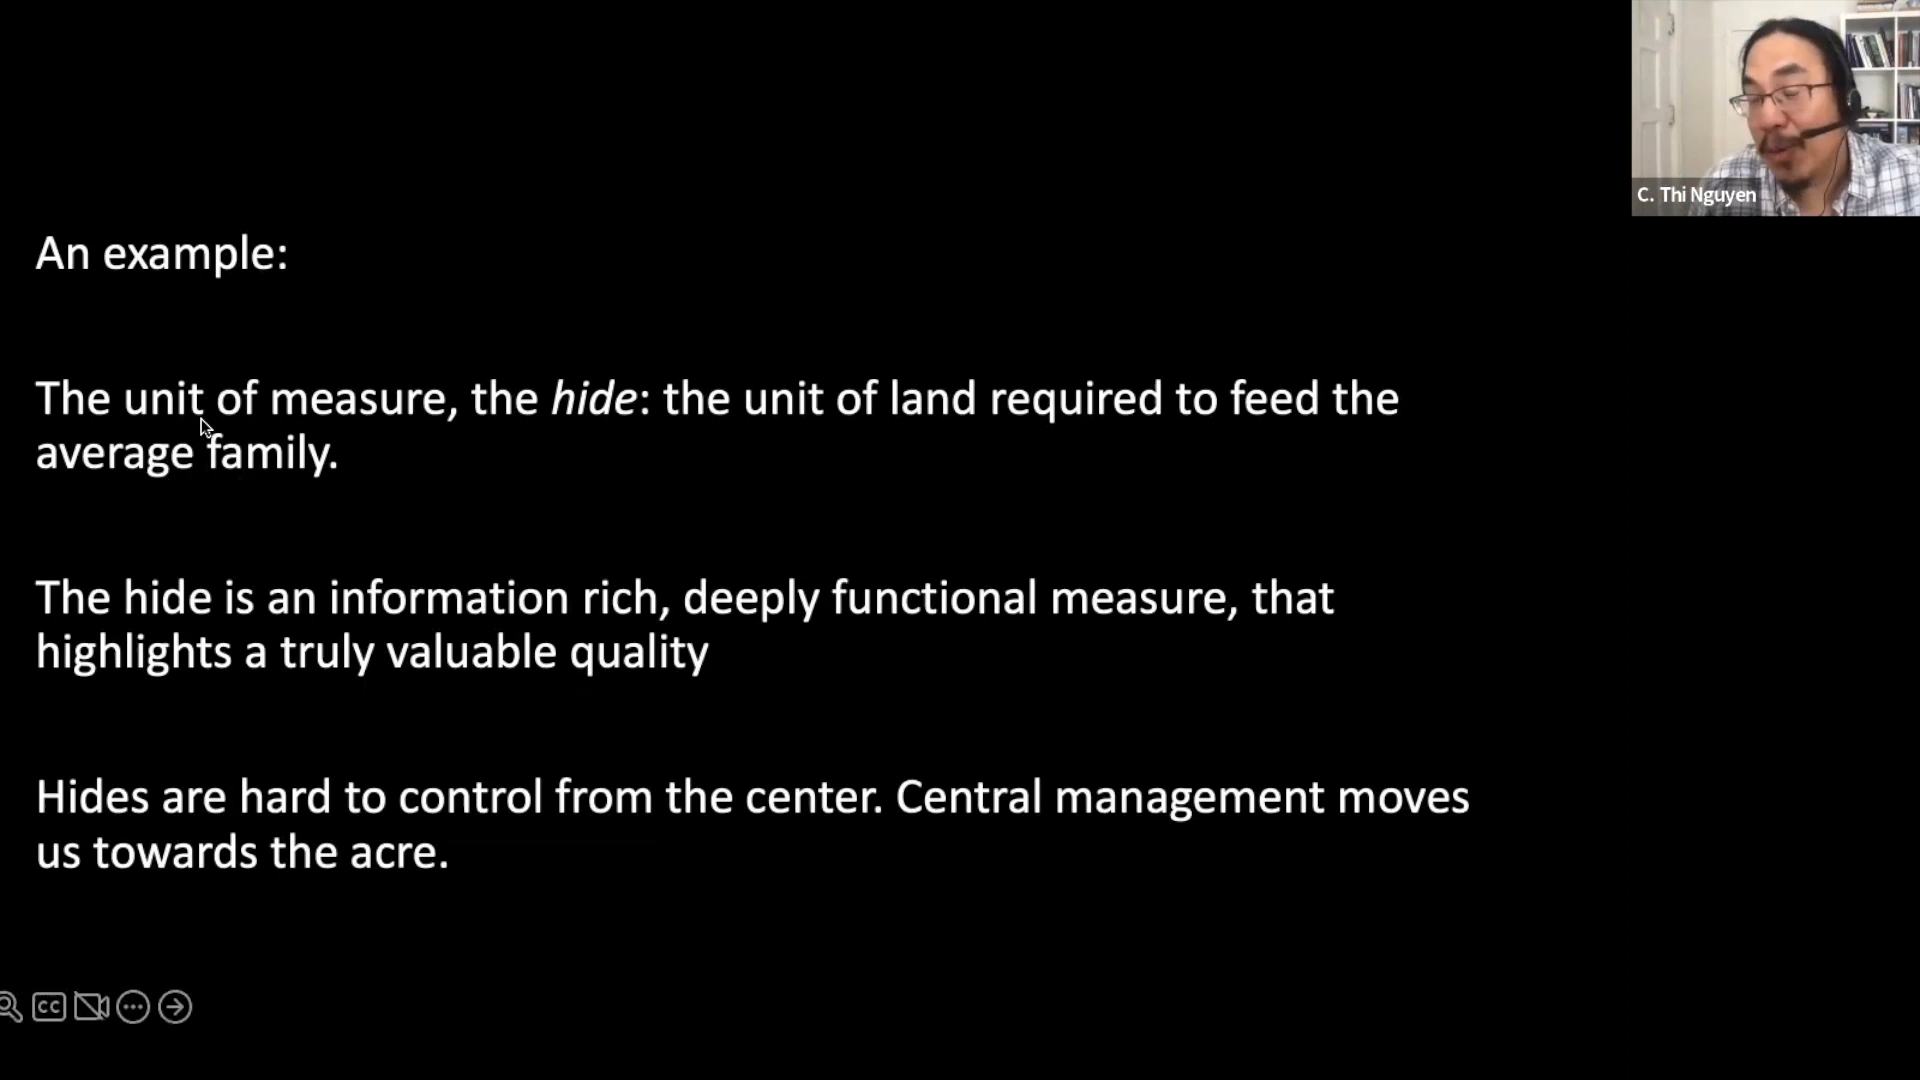 C. Thi Nguyen
An example:
The unit of measure, the hide: the unit of land required to feed the
average family.
The hide is an information rich, deeply functional measure, that
highlights a truly valuable quality
Hides are hard to control from the center. Central management moves
us towards the acre.
CC